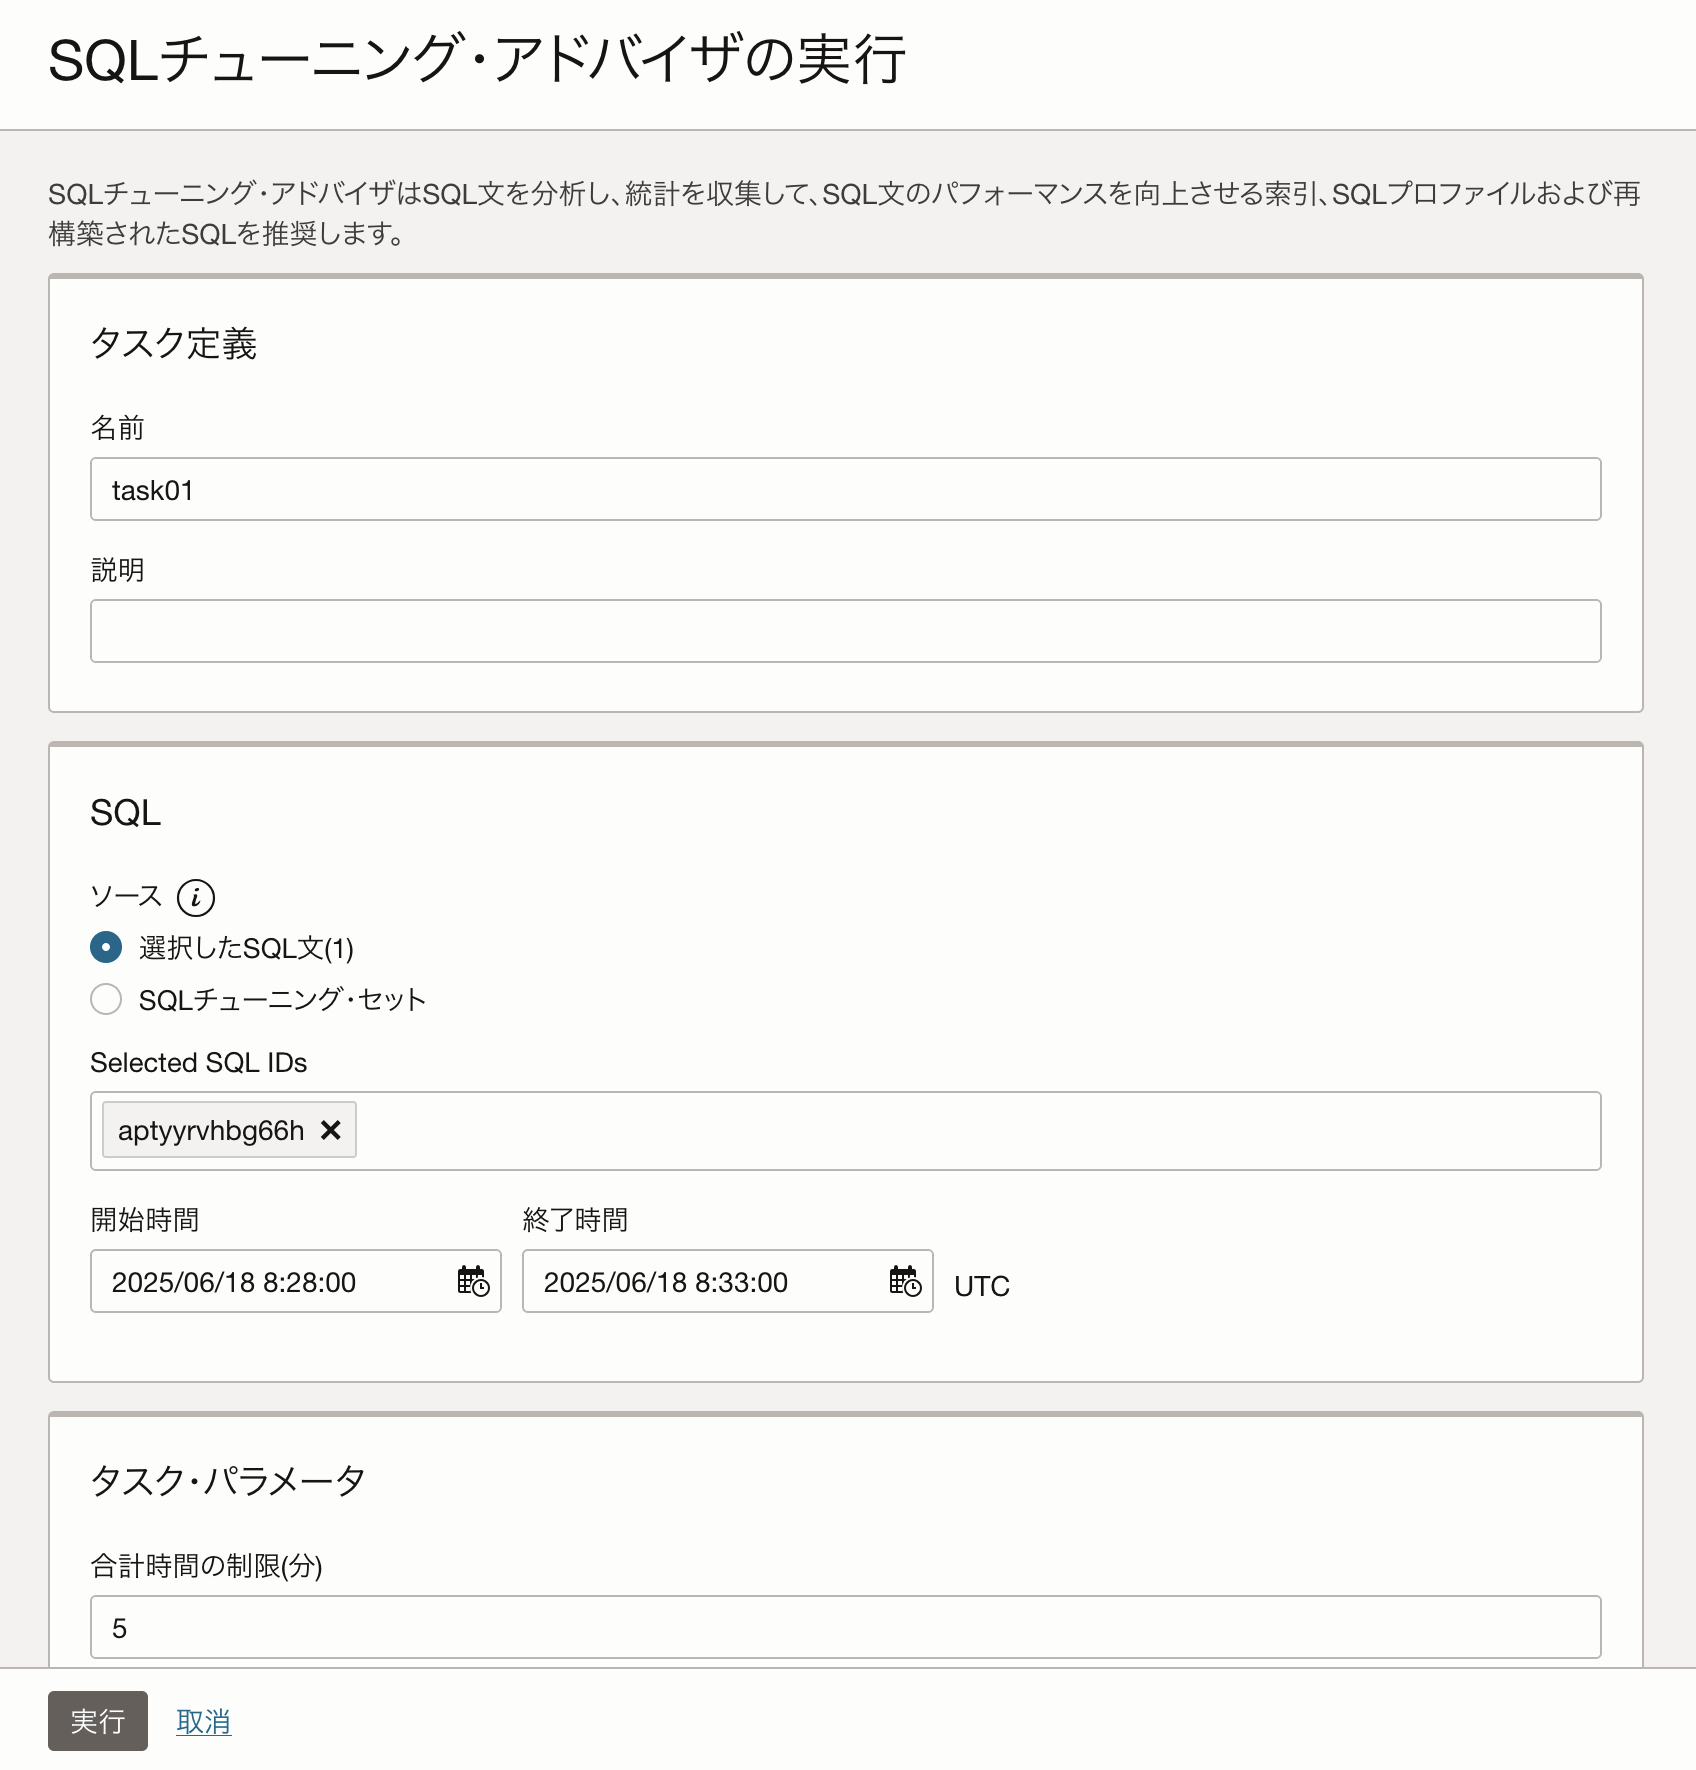 SQLチューニング・アドバイザの実行
SQLチューニング・アドバイザはSQL文を分析し、統計を収集して、SQL文のパフォーマンスを向上させる索引、SQLプロファイルおよび再
構築されたSQLを推奨します。
タスク定義
名前
task01
説明
SQL
ソース
選択したSQL文(1)
SQLチューニング・セット
Selected SQL IDs
aptyyrvhbg66h
開始時間 終了時間
2025/06/18 8:28:00 2025/06/18 8:33:00 UTC
タスク・パラメータ
合計時間の制限(分)
5
実行 取消